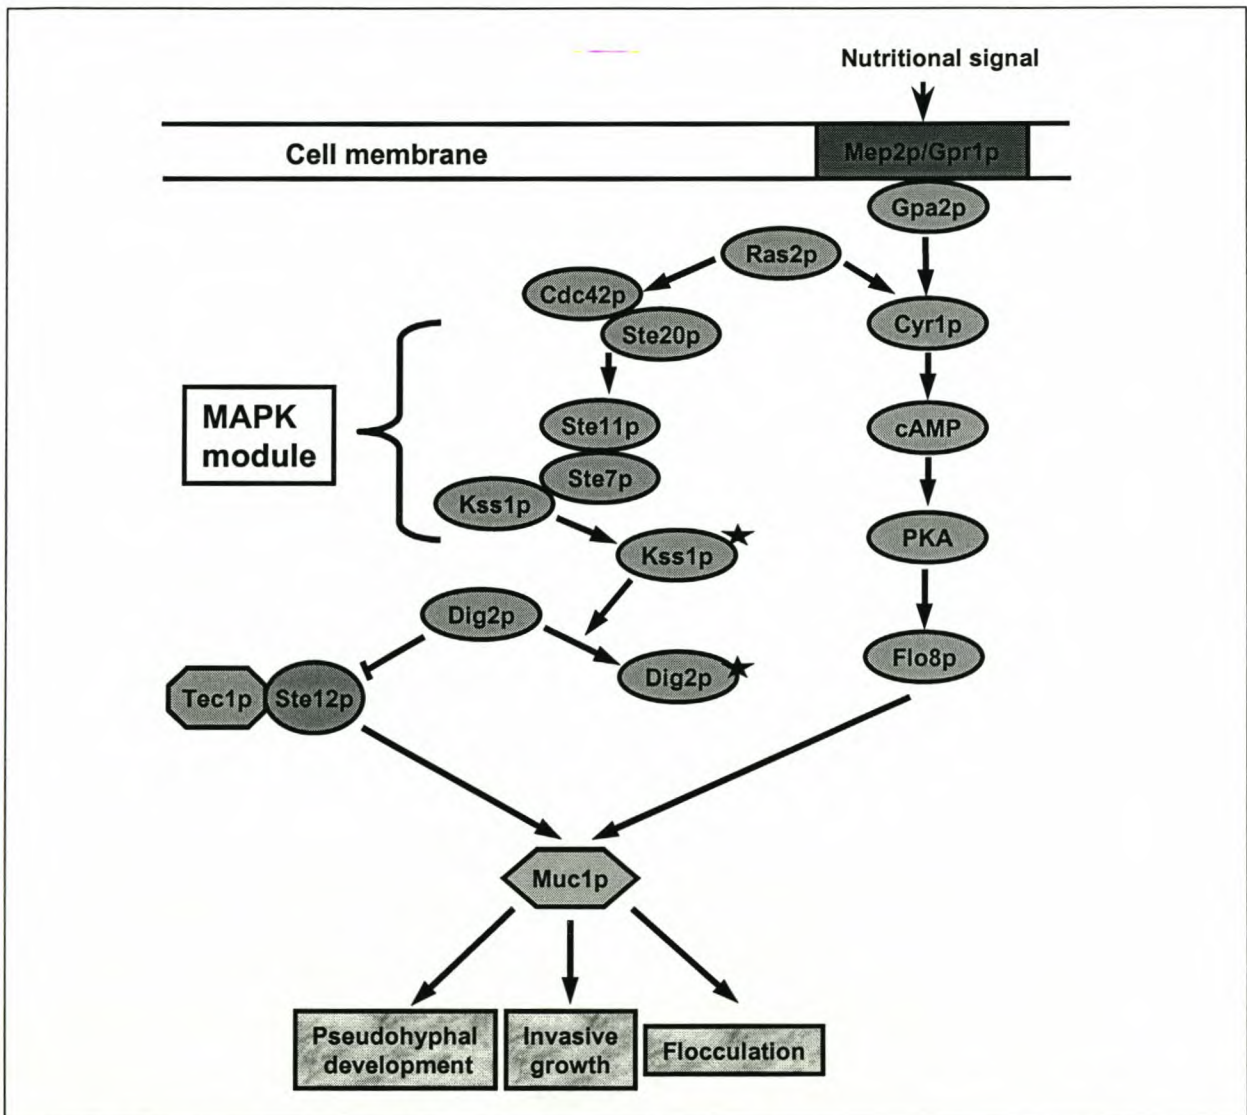 Nutritional signal
Cell membrane
Mep2p/Gpr1p
Gpa2p
Ras2p
Cdc42p
Ste20p
Cyr1p
MAPK
module
Ste11p
cAMP
Ste7p
Kss1p
PKA
Kss1p
Dig2p
Flo8p
Dig2p
Tec1p
Ste12p
Muc1p
Pseudohyphal
development
Invasive
growth
Flocculation